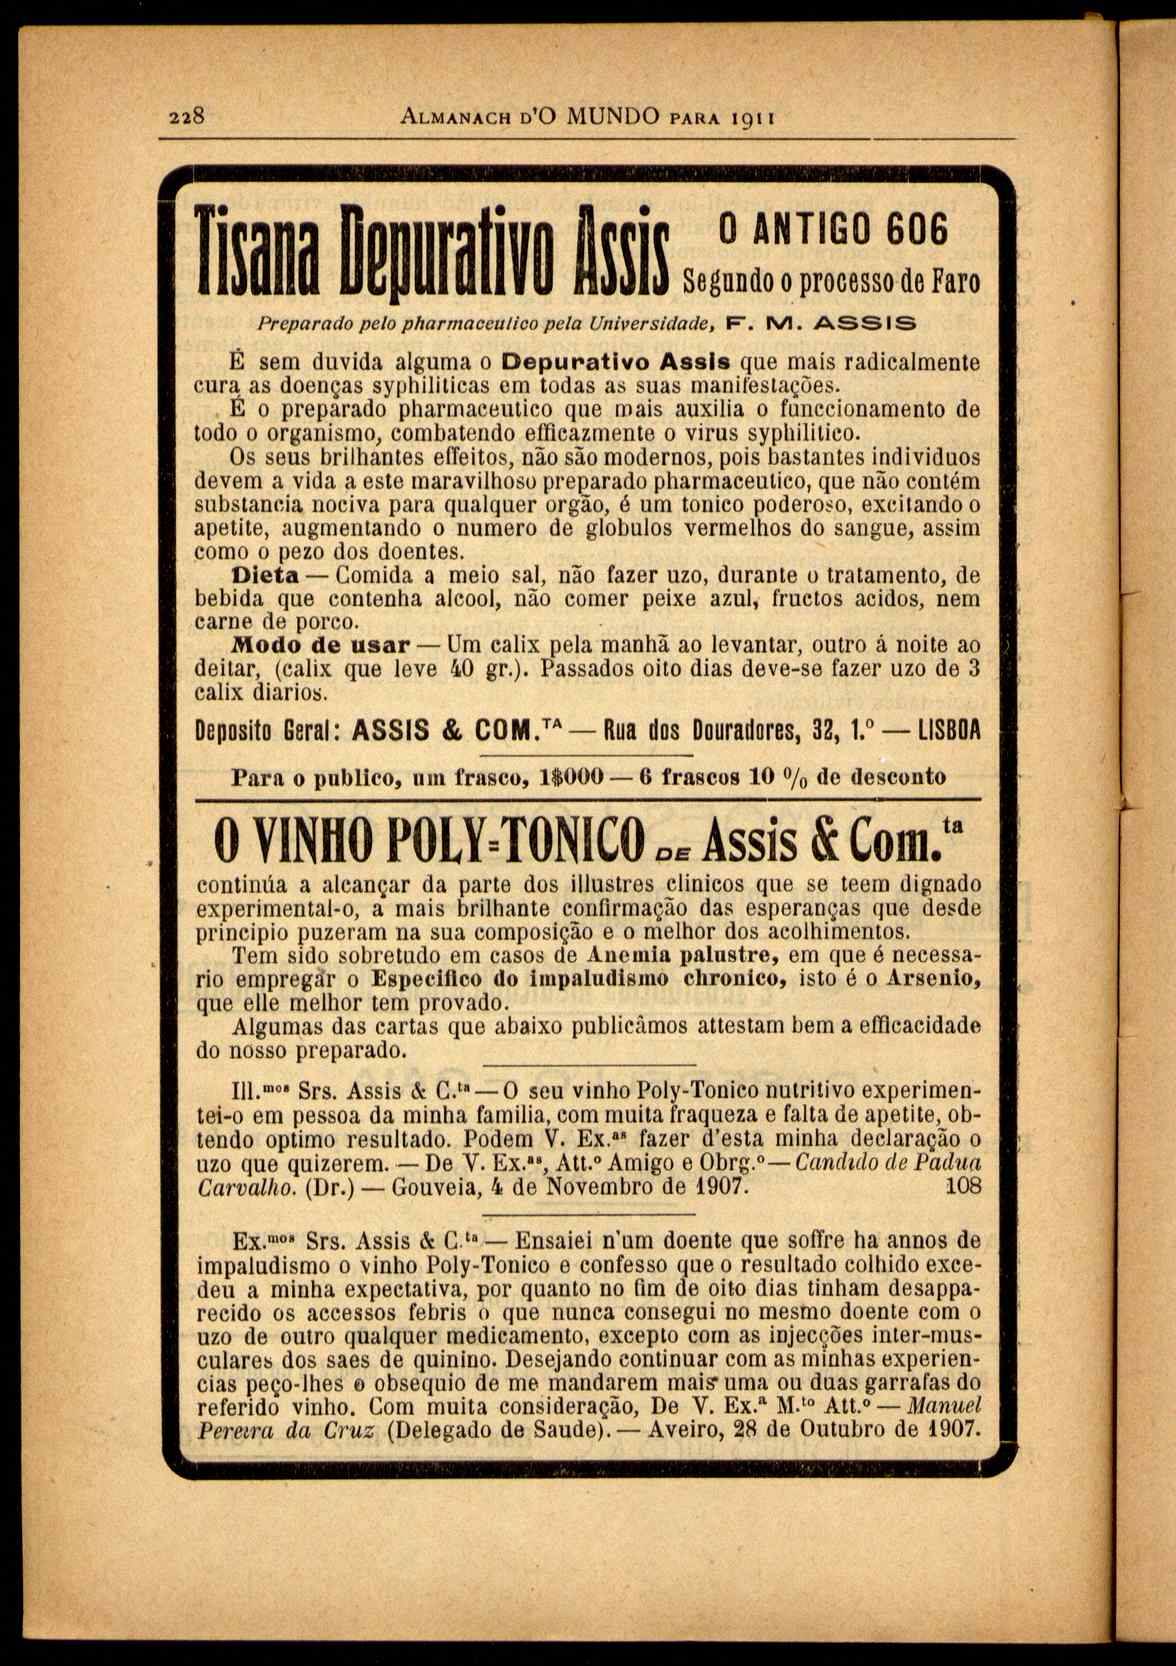 228 ALMANACH D'O MUNDO PARA 1911
Tisana Depurativo Assis
O ANTIGO 606
Segundo o processo de Faro
Preparado pelo pharmaceutico pela Universidade, F. M. ASSIS
É sem duvida alguma o Depurativo Assis que mais radicalmente
cura as doenças syphiliticas em todas as suas manifestações.
É o preparado pharmaceutico que mais auxilia o funccionamento de
todo o organismo, combatendo efficazmente o virus syphilitico.
Os seus brilhantes effeitos, não são modernos, pois bastantes individuos
devem a vida a este maravilhoso preparado pharmaceutico, que não contém
substancia nociva para qualquer orgão, é um tonico poderoso, excitando o
apetite, augmentando o numero de globulos vermelhos do sangue, assim
como o pezo dos doentes.
Dieta — Comida a meio sal, não fazer uzo, durante o tratamento, de
bebida que contenha alcool, não comer peixe azul, fructos acidos, nem
carne de porco.
Modo de usar — Um calix pela manhã ao levantar, outro á noite ao
deitar, (calix que leve 40 gr.). Passados oito dias deve-se fazer uzo de 3
calix diarios.
Deposito Geral: ASSIS & COM.TA — Rua dos Douradores, 32, 1.º — LISBOA
Para o publico, um frasco, 1$000 — 6 frascos 10 % de desconto
O VINHO POLY-TONICO DE Assis & Com.ta
continúa a alcançar da parte dos illustres clinicos que se teem dignado
experimental-o, a mais brilhante confirmação das esperanças que desde
principio puzeram na sua composição e o melhor dos acolhimentos.
Tem sido sobretudo em casos de Anemia palustre, em que é necessa-
rio empregar o Especifico do impaludismo chronico, isto é o Arsenio,
que elle melhor tem provado.
Algumas das cartas que abaixo publicâmos attestam bem a efficacidade
do nosso preparado.
Ill.mos Srs. Assis & C.ta — O seu vinho Poly-Tonico nutritivo experimen-
tei-o em pessoa da minha familia, com muita fraqueza e falta de apetite, ob-
tendo optimo resultado. Podem V. Ex.as fazer d'esta minha declaração o
uzo que quizerem. — De V. Ex.as, Att.º Amigo e Obrg.º — Candido de Padua
Carvalho. (Dr.) — Gouveia, 4 de Novembro de 1907. 108
Ex.mos Srs. Assis & C.ta — Ensaiei n'um doente que soffre ha annos de
impaludismo o vinho Poly-Tonico e confesso que o resultado colhido exce-
deu a minha expectativa, por quanto no fim de oito dias tinham desappa-
recido os accessos febris o que nunca consegui no mesmo doente com o
uzo de outro qualquer medicamento, excepto com as injecções inter-mus-
culares dos saes de quinino. Desejando continuar com as minhas experien-
cias peço-lhes o obsequio de me mandarem mais uma ou duas garrafas do
referido vinho. Com muita consideração, De V. Ex.ª M.to Att.º — Manuel
Pereira da Cruz (Delegado de Saude). — Aveiro, 28 de Outubro de 1907.